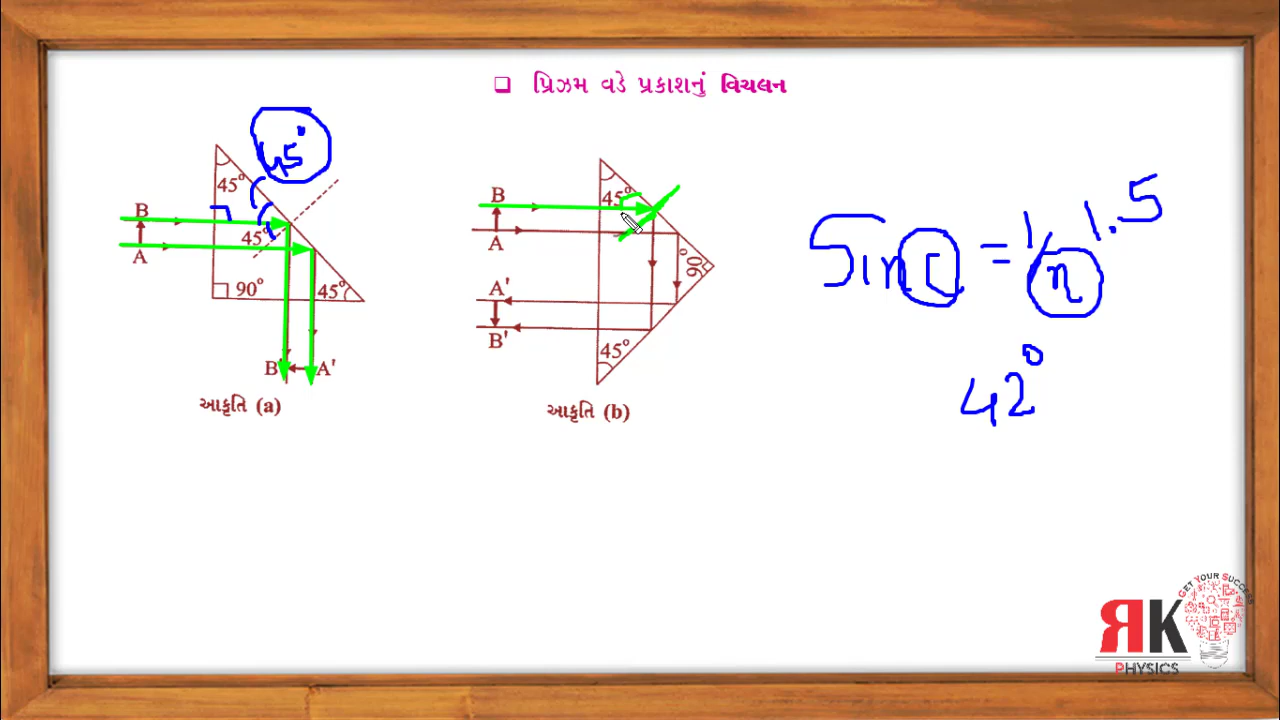 ❑ પ્રિઝમ વડે પ્રકાશનું વિચલન
45°
45°
B
45°
A
90°
45°
B'
A'
આકૃતિ (a)
B
45°
A
90°
A'
B'
45°
આકૃતિ (b)
Sin C = 1/n 1.5
42°
GET YOUR SUCCESS
RK
PHYSICS